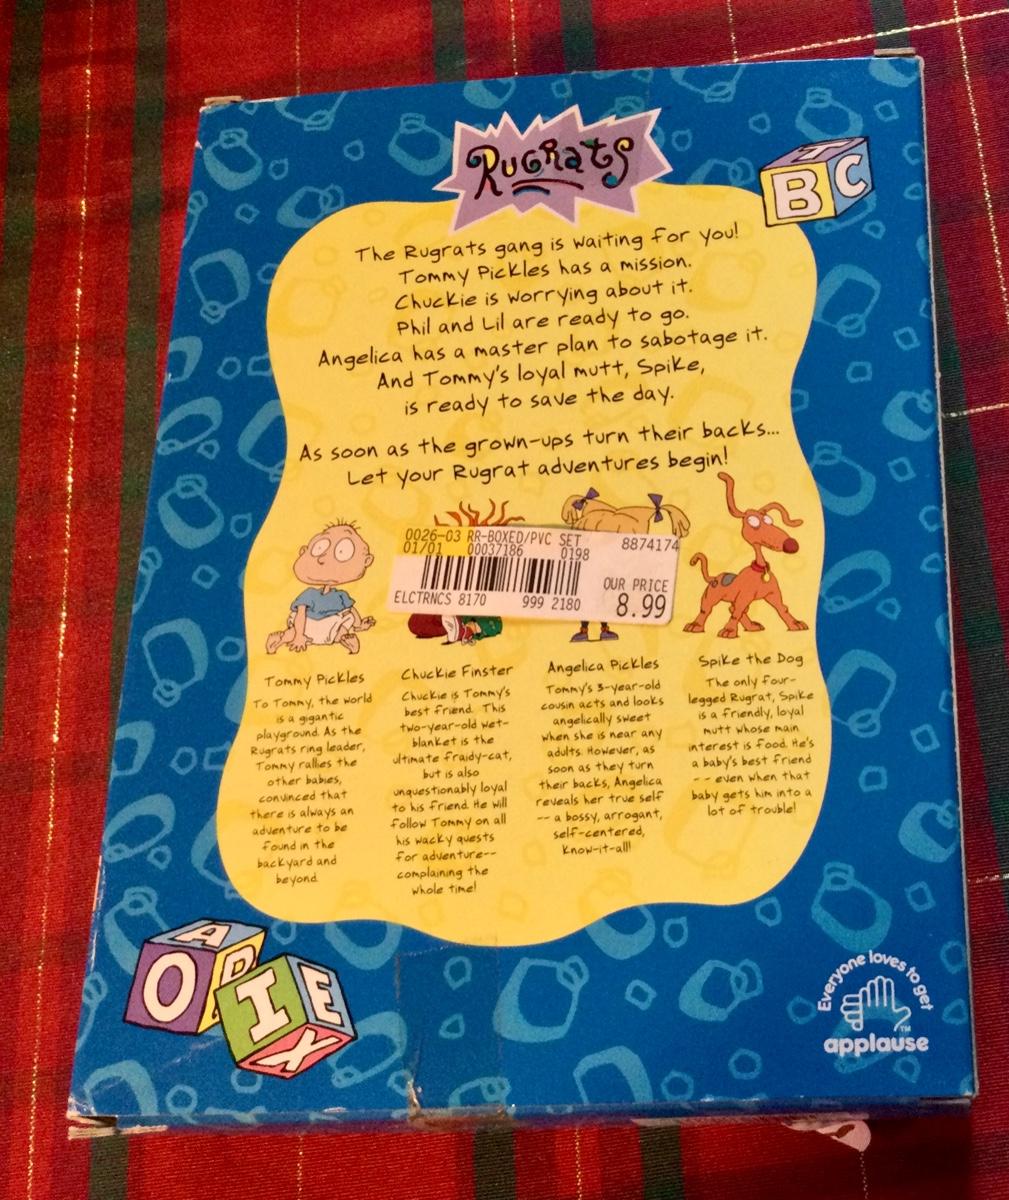 Rugrats
T
B C
The Rugrats gang is waiting for you!
Tommy Pickles has a mission.
Chuckie is worrying about it.
Phil and Lil are ready to go.
Angelica has a master plan to sabotage it.
And Tommy's loyal mutt, Spike,
is ready to save the day.
As soon as the grown-ups turn their backs...
Let your Rugrat adventures begin!
0026-03 RR-BOXED/PVC SET 8874174
01/01 00037186 0198
ELCTRNCS 8170 999 2180
OUR PRICE
8.99
Tommy Pickles
To Tommy, the world
is a gigantic
playground. As the
Rugrats ring leader,
Tommy rallies the
other babies,
convinced that
there is always an
adventure to be
found in the
backyard and
beyond.
Chuckie Finster
Chuckie is Tommy's
best friend. This
two-year-old wet-
blanket is the
ultimate fraidy-cat,
but is also
unquestionably loyal
to his friend. He will
follow Tommy on all
his wacky quests
for adventure--
complaining the
whole time!
Angelica Pickles
Tommy's 3-year-old
cousin acts and looks
angelically sweet
when she is near any
adults. However, as
soon as they turn
their backs, Angelica
reveals her true self
-- a bossy, arrogant,
self-centered,
know-it-all!
Spike the Dog
The only four-
legged Rugrat, Spike
is a friendly, loyal
mutt whose main
interest is food. He's
a baby's best friend
-- even when that
baby gets him into a
lot of trouble!
A
O D
I E
X
Everyone loves to get
applause™